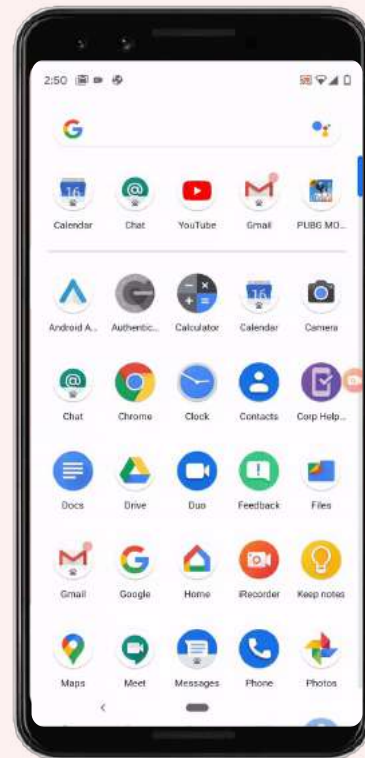 2:50
G
16
Calendar Chat YouTube Gmail PUBG MO...
Android A... Authentic... Calculator Calendar Camera
Chat Chrome Clock Contacts Corp Help...
Docs Drive Duo Feedback Files
Gmail Google Home iRecorder Keep notes
Maps Meet Messages Phone Photos